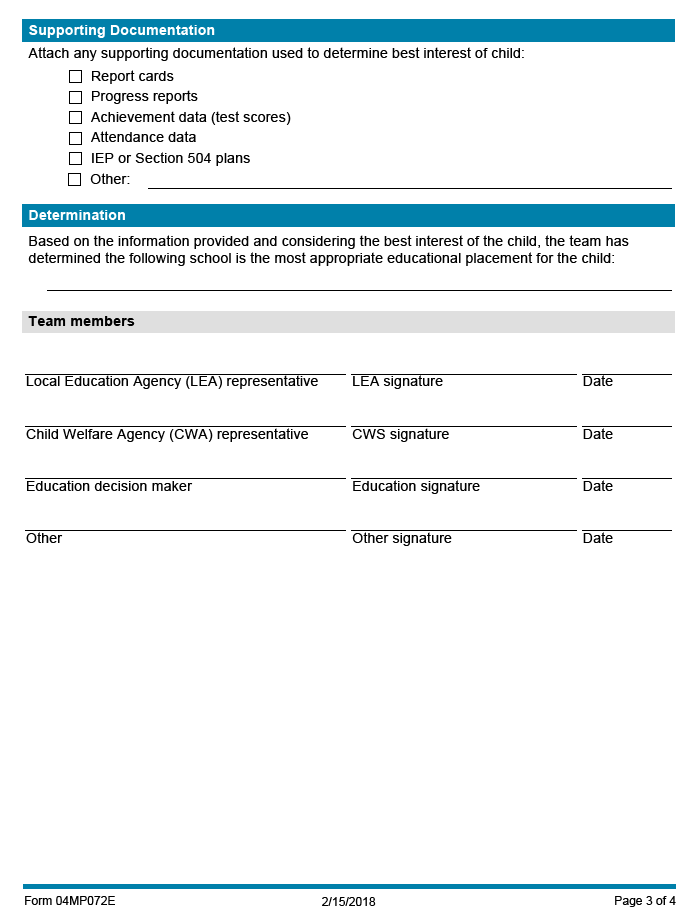 Supporting Documentation
Attach any supporting documentation used to determine best interest of child:
Report cards
Progress reports
Achievement data (test scores)
Attendance data
IEP or Section 504 plans
Other:
Determination
Based on the information provided and considering the best interest of the child, the team has
determined the following school is the most appropriate educational placement for the child:
Team members
Local Education Agency (LEA) representative LEA signature Date
Child Welfare Agency (CWA) representative CWS signature Date
Education decision maker Education signature Date
Other Other signature Date
Form 04MP072E 2/15/2018 Page 3 of 4